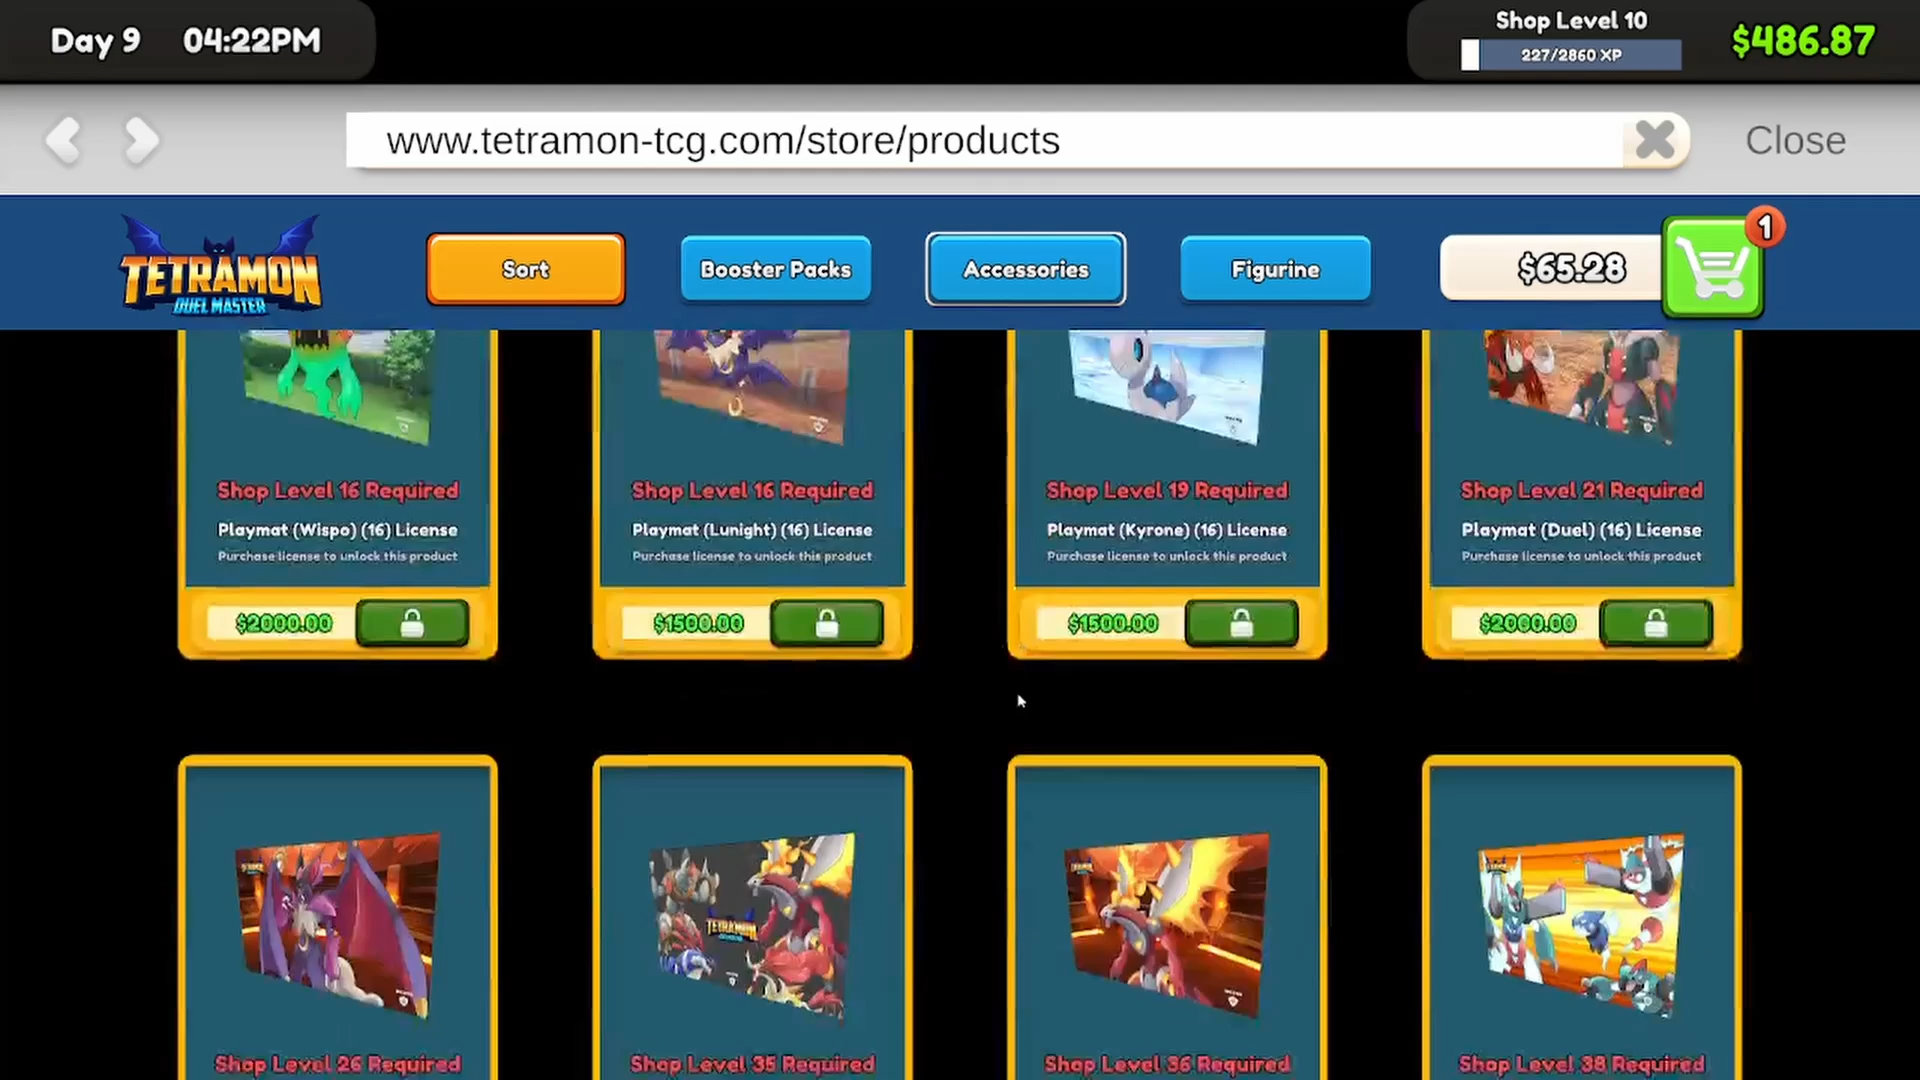 Day 9 04:22PM
Shop Level 10
227/2860 XP
$486.87
www.tetramon-tcg.com/store/products
Close
TETRAMON
DUEL MASTER
Sort
Booster Packs
Accessories
Figurine
$65.28
1
Shop Level 16 Required
Playmat (Wispo) (16) License
Purchase license to unlock this product
$2000.00
Shop Level 16 Required
Playmat (Lunight) (16) License
Purchase license to unlock this product
$1500.00
Shop Level 19 Required
Playmat (Kyrone) (16) License
Purchase license to unlock this product
$1500.00
Shop Level 21 Required
Playmat (Duel) (16) License
Purchase license to unlock this product
$2000.00
Shop Level 26 Required
TETRAMON
Shop Level 35 Required
Shop Level 36 Required
Shop Level 38 Required